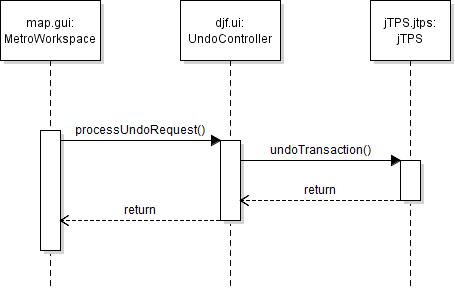 map.gui:
MetroWorkspace
djf.ui:
UndoController
jTPS.jtps:
jTPS
processUndoRequest()
undoTransaction()
return
return